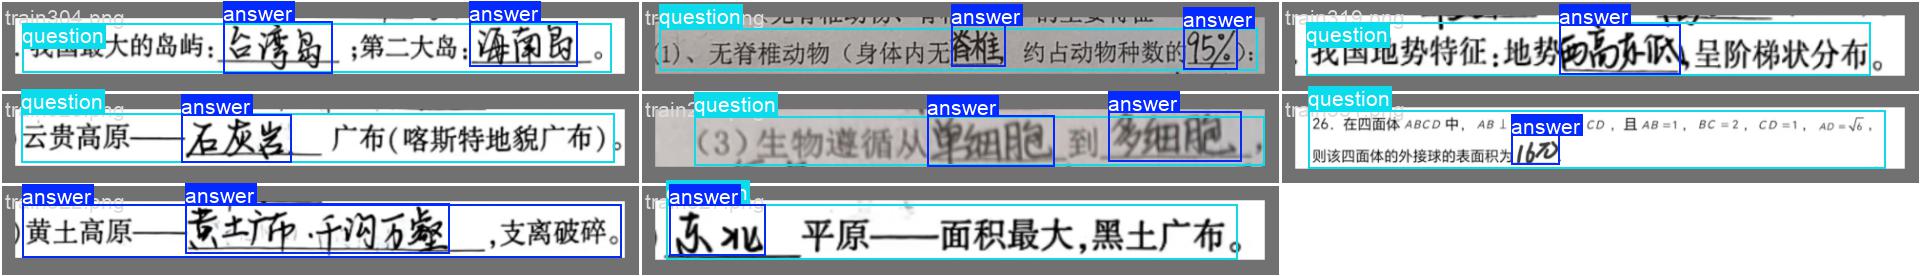 train304.png
question
answer
answer
.我国最大的岛屿:台湾岛;第二大岛:海南岛。
question
answer
answer
(1)、无脊椎动物(身体内无脊椎 约占动物种数的95%):
train319.png
question
answer
我国地势特征:地势西高东低,呈阶梯状分布。
question
answer
云贵高原——石灰岩 广布(喀斯特地貌广布)。
question
answer
answer
(3)生物遵循从单细胞到多细胞,
question
answer
26. 在四面体 ABCD 中, AB ⊥ CD , 且 AB =1 , BC = 2 , CD =1 , AD =√6 ,
则该四面体的外接球的表面积为
answer
answer
黄土高原——黄土广布.千沟万壑,支离破碎。
answer
东北 平原——面积最大,黑土广布。